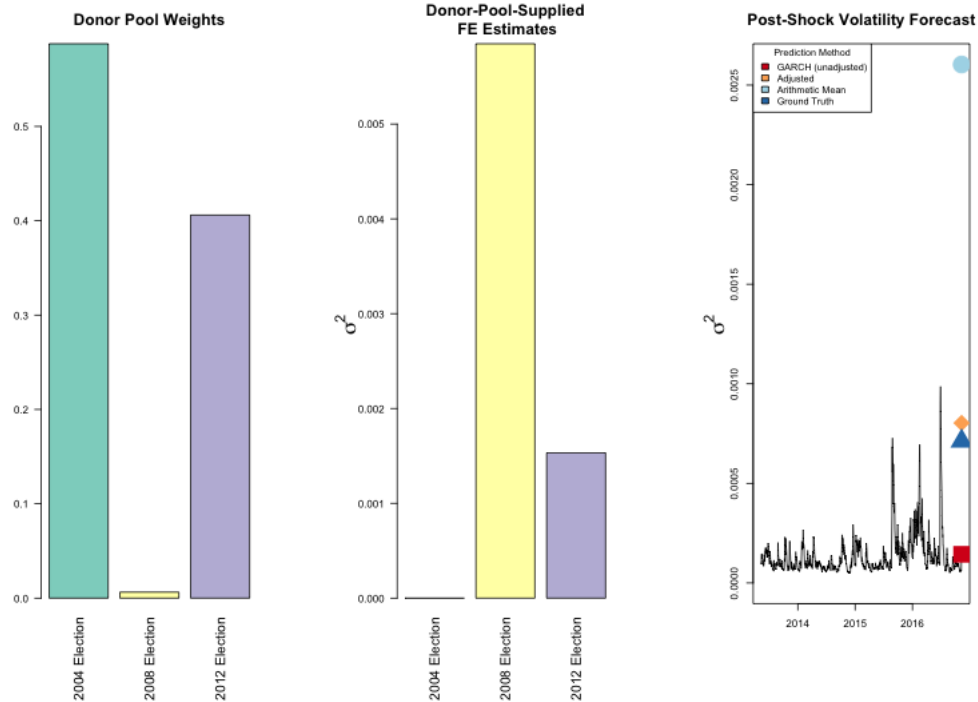 Donor Pool Weights
0.5
0.4
0.3
0.2
0.1
0.0
2004 Election
2008 Election
2012 Election
Donor-Pool-Supplied
FE Estimates
σ²
0.005
0.004
0.003
0.002
0.001
0.000
2004 Election
2008 Election
2012 Election
Post-Shock Volatility Forecast
Prediction Method
GARCH (unadjusted)
Adjusted
Arithmetic Mean
Ground Truth
σ²
0.0025
0.0020
0.0015
0.0010
0.0005
0.0000
2014
2015
2016